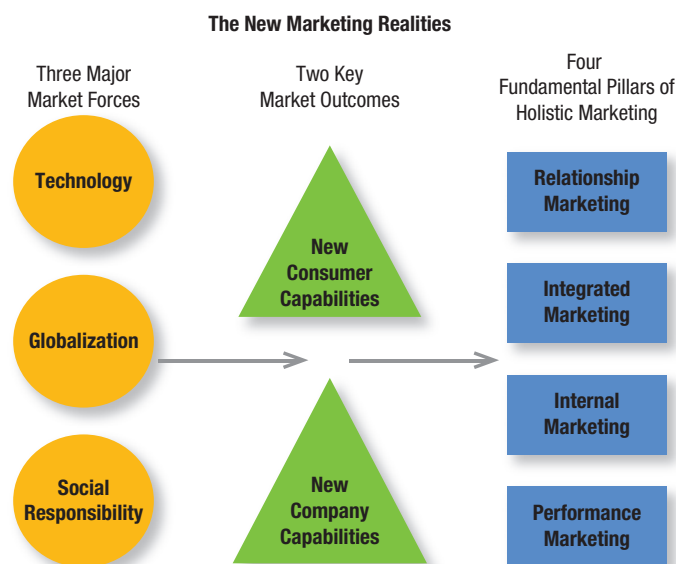 The New Marketing Realities
Three Major
Market Forces
Technology
Globalization
Social
Responsibility
Two Key
Market Outcomes
New
Consumer
Capabilities
New
Company
Capabilities
Four
Fundamental Pillars of
Holistic Marketing
Relationship
Marketing
Integrated
Marketing
Internal
Marketing
Performance
Marketing